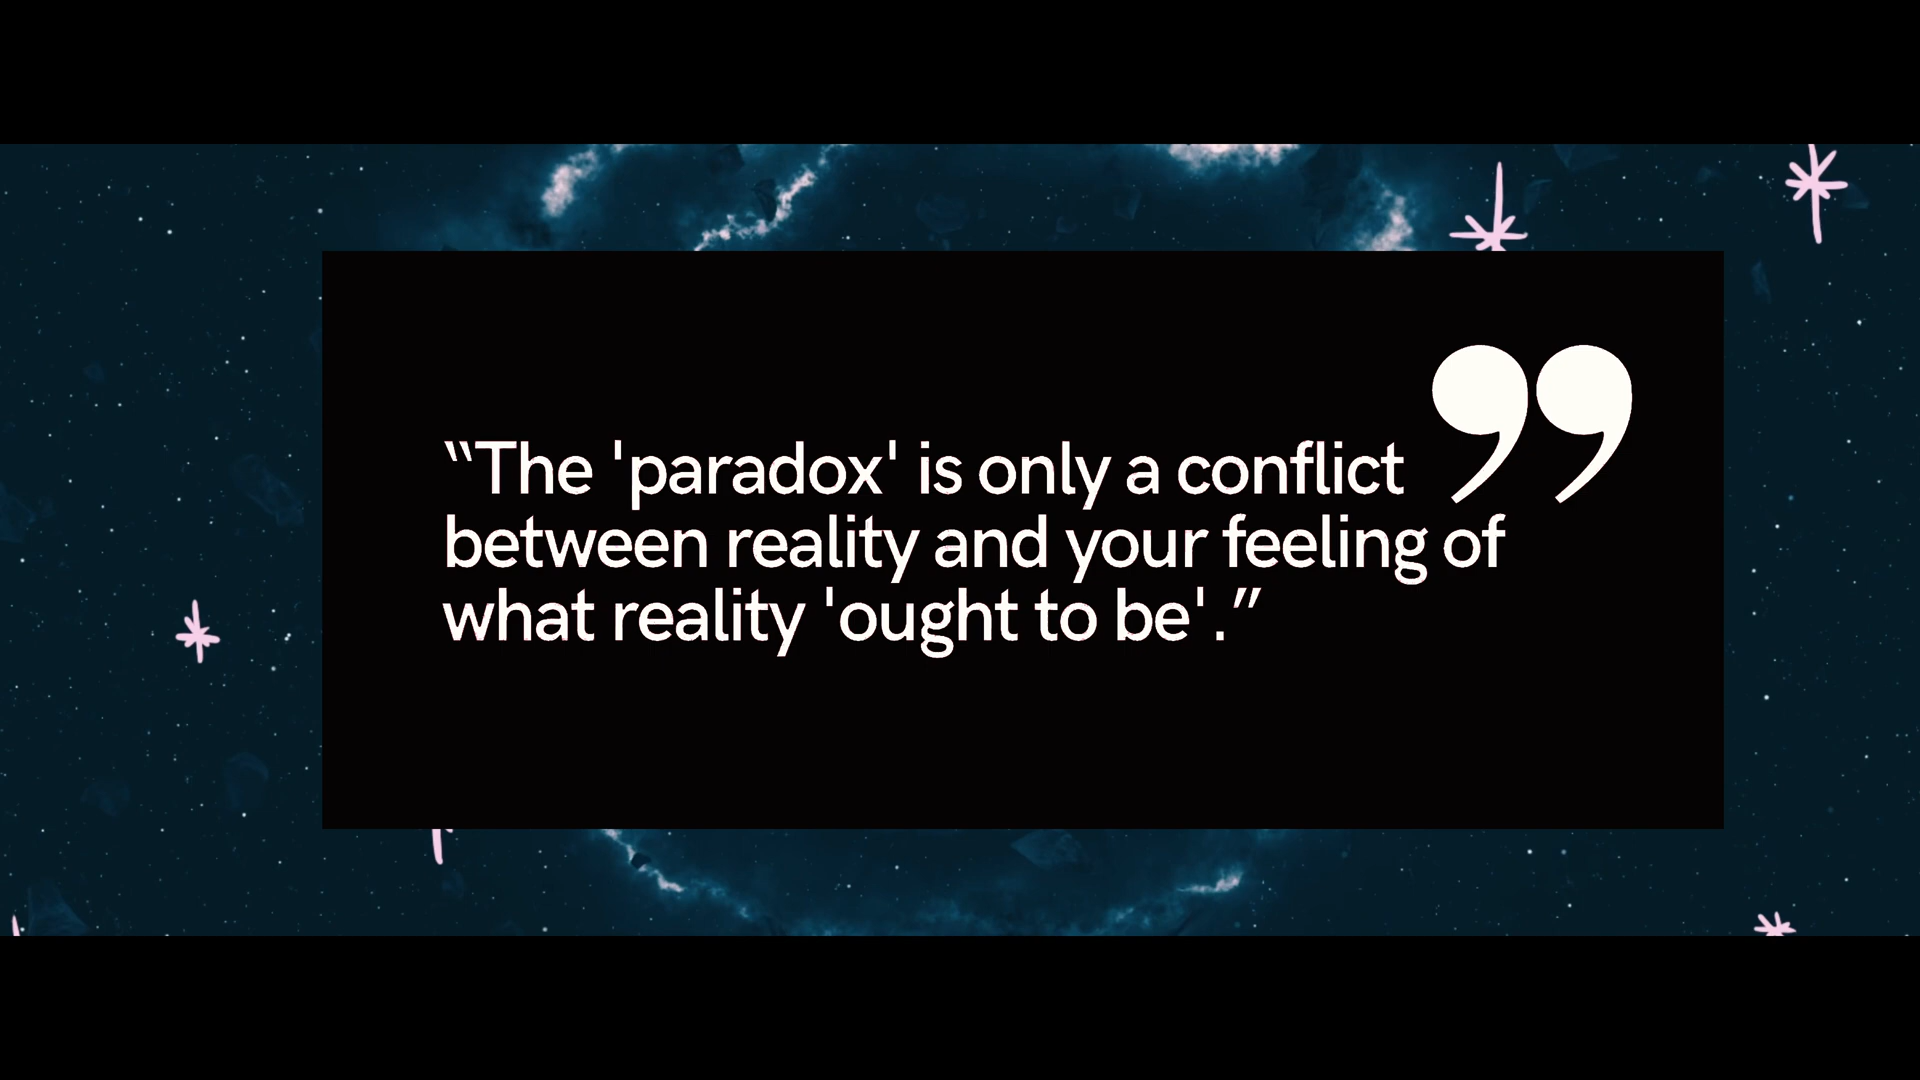 “The 'paradox' is only a conflict
between reality and your feeling of
what reality 'ought to be' .”